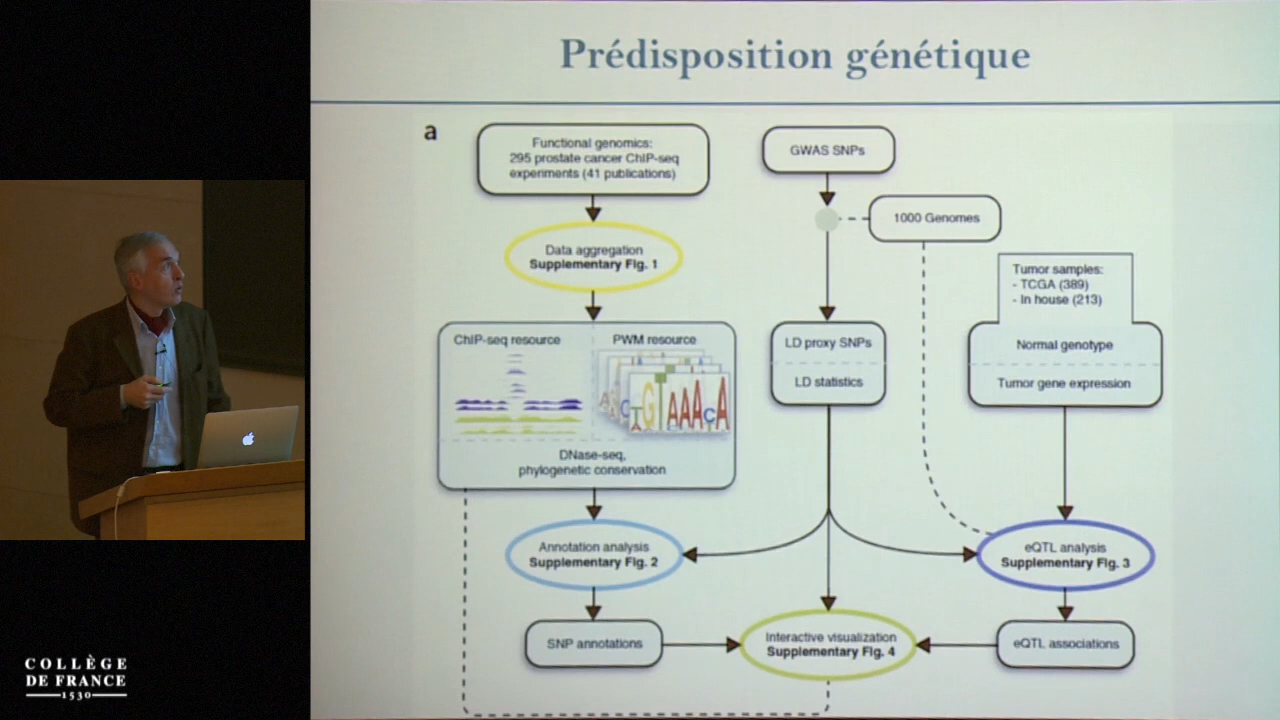 Prédisposition génétique
a
Functional genomics:
295 prostate cancer ChIP-seq
experiments (41 publications)
GWAS SNPs
1000 Genomes
Data aggregation
Supplementary Fig. 1
Tumor samples:
- TCGA (389)
- In house (213)
ChIP-seq resource
PWM resource
GTAAACA
LD proxy SNPs
LD statistics
Normal genotype
Tumor gene expression
DNase-seq,
phylogenetic conservation
Annotation analysis
Supplementary Fig. 2
eQTL analysis
Supplementary Fig. 3
SNP annotations
Interactive visualization
Supplementary Fig. 4
eQTL associations
COLLÈGE
DE FRANCE
1530